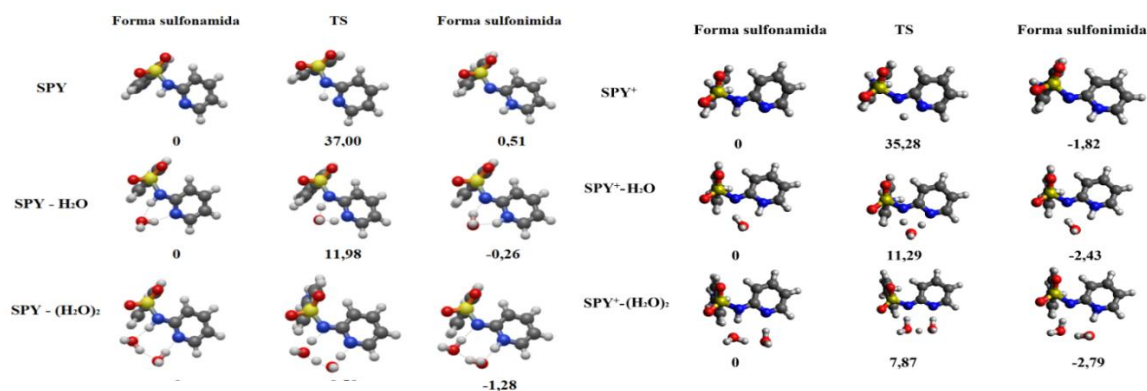 Forma sulfonamida TS Forma sulfonimida
SPY
0 37,00 0,51
SPY - H₂O
0 11,98 -0,26
SPY - (H₂O)₂
-1,28
Forma sulfonamida TS Forma sulfonimida
SPY⁺
0 35,28 -1,82
SPY⁺- H₂O
0 11,29 -2,43
SPY⁺- (H₂O)₂
0 7,87 -2,79